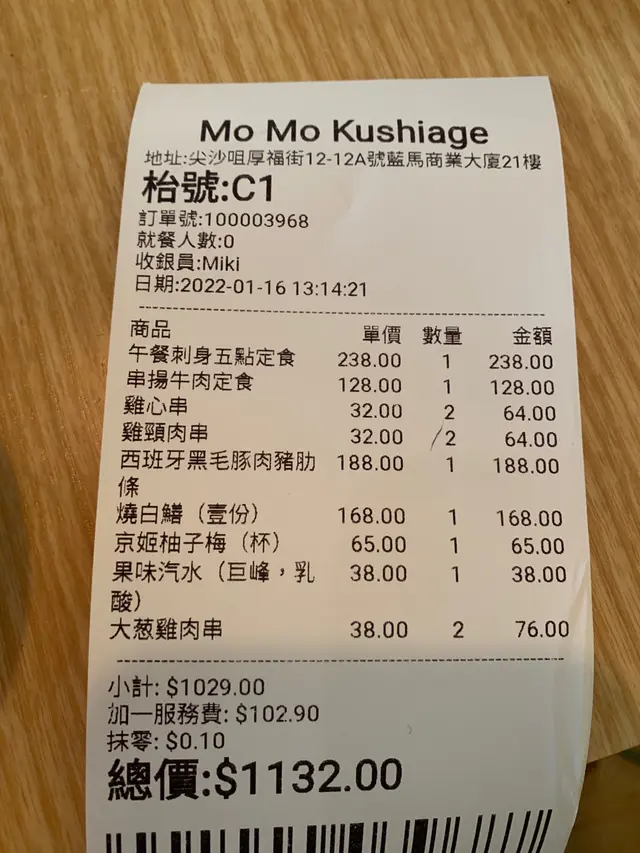 Mo Mo Kushiage
地址:尖沙咀厚福街12-12A號藍馬商業大廈21樓
枱號:C1
訂單號:100003968
就餐人數:0
收銀員:Miki
日期:2022-01-16 13:14:21
商品 單價 數量 金額
午餐刺身五點定食 238.00 1 238.00
串揚牛肉定食 128.00 1 128.00
雞心串 32.00 2 64.00
雞頸肉串 32.00 2 64.00
西班牙黑毛豚肉豬肋 188.00 1 188.00
條
燒白鱔（壹份） 168.00 1 168.00
京姬柚子梅（杯） 65.00 1 65.00
果味汽水（巨峰，乳 38.00 1 38.00
酸）
大葱雞肉串 38.00 2 76.00
小計: $1029.00
加一服務費: $102.90
抹零: $0.10
總價:$1132.00